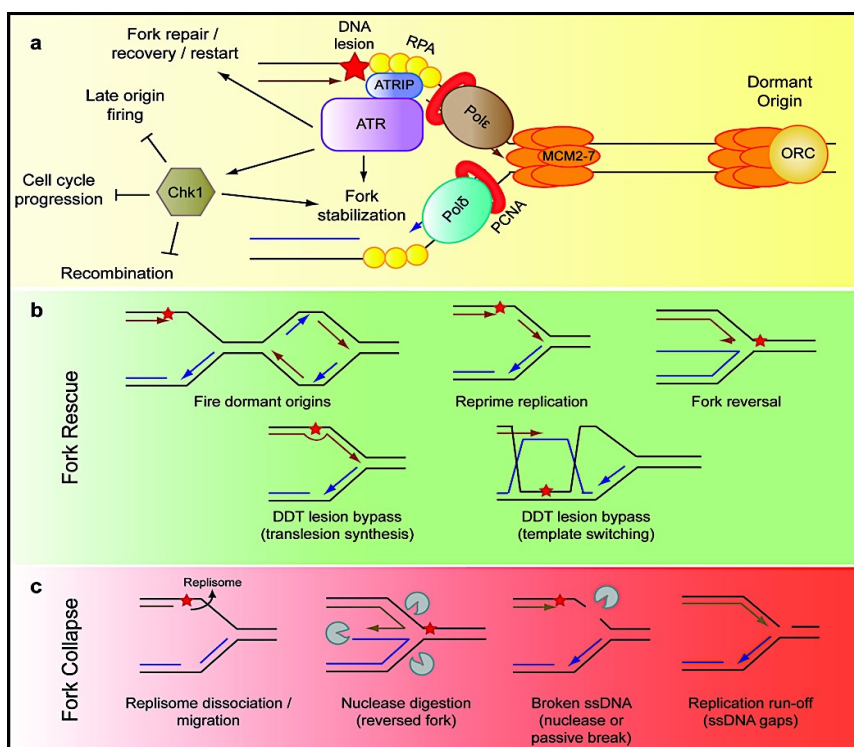 a
Fork repair /
recovery / restart
DNA
lesion
RPA
ATRIP
ATR
Polε
Late origin
firing
Chk1
Cell cycle
progression
Recombination
Fork
stabilization
Polδ
PCNA
MCM2-7
Dormant
Origin
ORC
b
Fork Rescue
Fire dormant origins
Reprime replication
Fork reversal
DDT lesion bypass
(translesion synthesis)
DDT lesion bypass
(template switching)
c
Fork Collapse
Replisome
Replisome dissociation /
migration
Nuclease digestion
(reversed fork)
Broken ssDNA
(nuclease or
passive break)
Replication run-off
(ssDNA gaps)